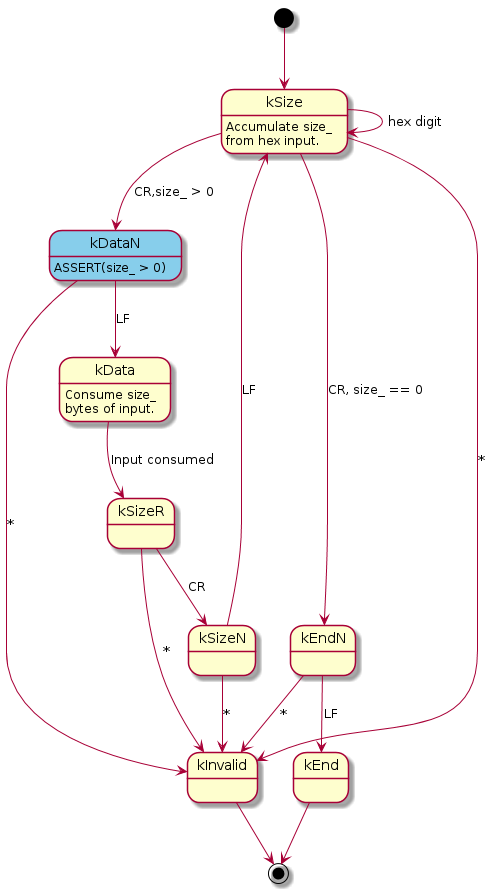 kSize
Accumulate size_
from hex input.
hex digit
CR,size_ > 0
kDataN
ASSERT(size_ > 0)
LF
kData
Consume size_
bytes of input.
LF
CR, size_ == 0
Input consumed
*
kSizeR
*
CR
kSizeN
kEndN
*
*
*
LF
kInvalid
kEnd